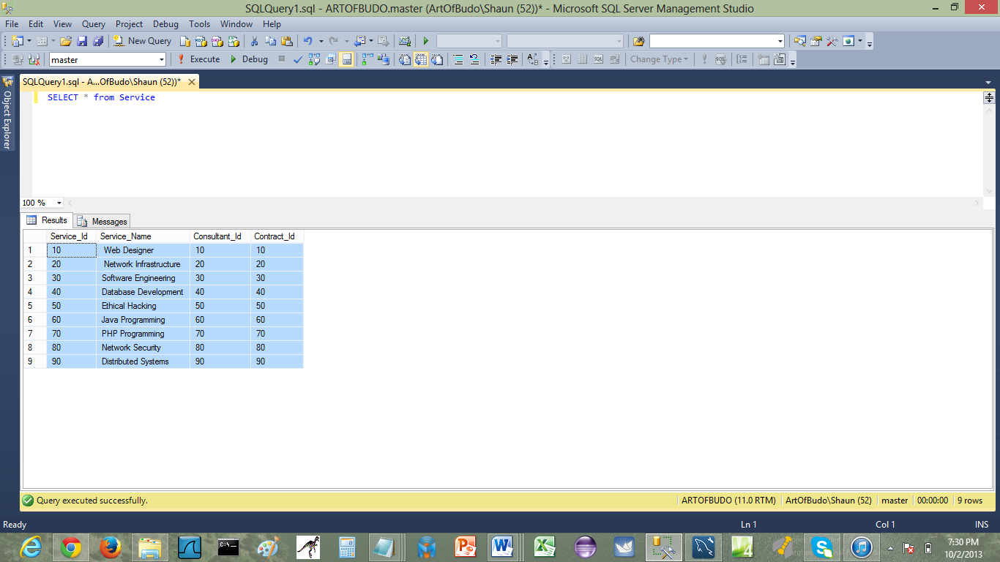 SQLQuery1.sql - ARTOFBUDO.master (ArtOfBudo\Shaun (52))* - Microsoft SQL Server Management Studio
File Edit View Query Project Debug Tools Window Help
New Query
master Execute Debug Change Type
SQLQuery1.sql - A...OfBudo\Shaun (52))*
Object Explorer
SELECT * from Service
100 %
Results Messages
Service_Id Service_Name Consultant_Id Contract_Id
1 10 Web Designer 10 10
2 20 Network Infrastructure 20 20
3 30 Software Engineering 30 30
4 40 Database Development 40 40
5 50 Ethical Hacking 50 50
6 60 Java Programming 60 60
7 70 PHP Programming 70 70
8 80 Network Security 80 80
9 90 Distributed Systems 90 90
Query executed successfully. ARTOFBUDO (11.0 RTM) ArtOfBudo\Shaun (52) master 00:00:00 9 rows
Ready Ln 1 Col 1 INS
7:30 PM
10/2/2013